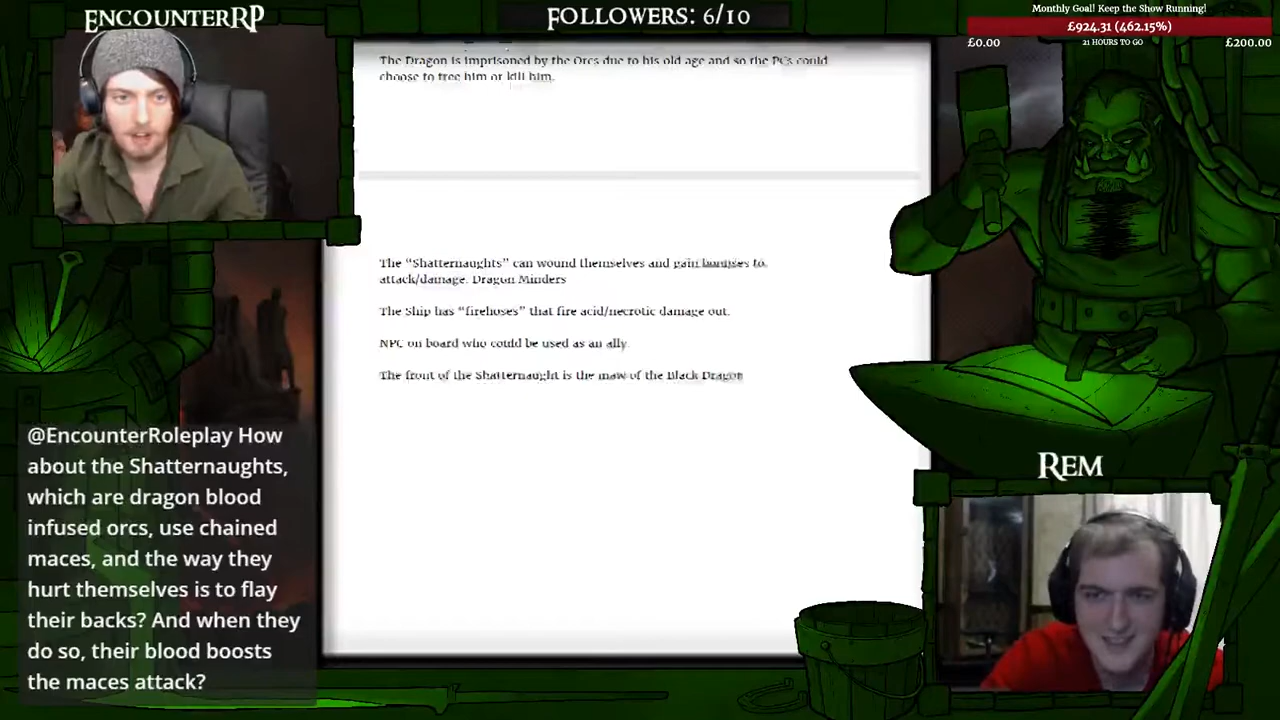 ENCOUNTERRP
FOLLOWERS: 6/10
Monthly Goal! Keep the Show Running!
£924.31 (462.15%)
£0.00
21 HOURS TO GO
£200.00
The Dragon is imprisoned by the Orcs due to his old age and so the PCs could
choose to free him or kill him.
The “Shatternaughts” can wound themselves and gain bonuses to
attack/damage. Dragon Minders
The Ship has “firehoses” that fire acid/necrotic damage out.
NPC on board who could be used as an ally.
The front of the Shatternaught is the maw of the Black Dragon
@EncounterRoleplay How
about the Shatternaughts,
which are dragon blood
infused orcs, use chained
maces, and the way they
hurt themselves is to flay
their backs? And when they
do so, their blood boosts
the maces attack?
REM